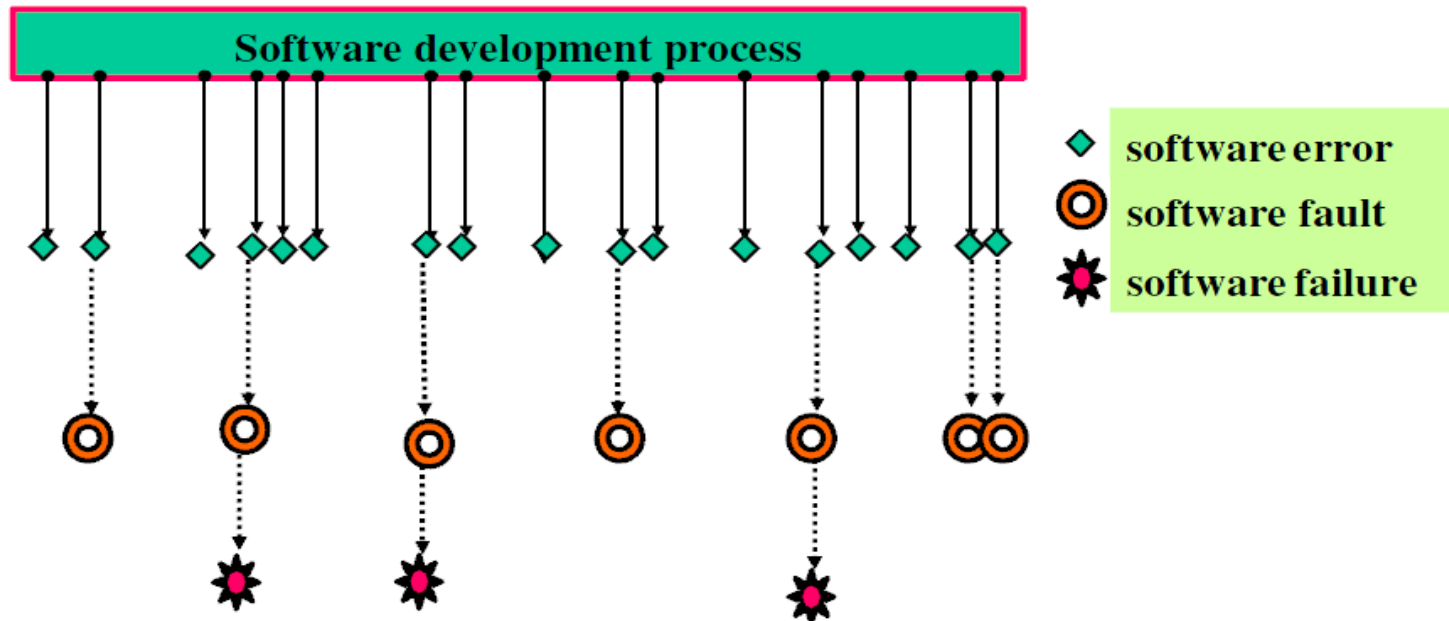 Software development process
software error
software fault
software failure